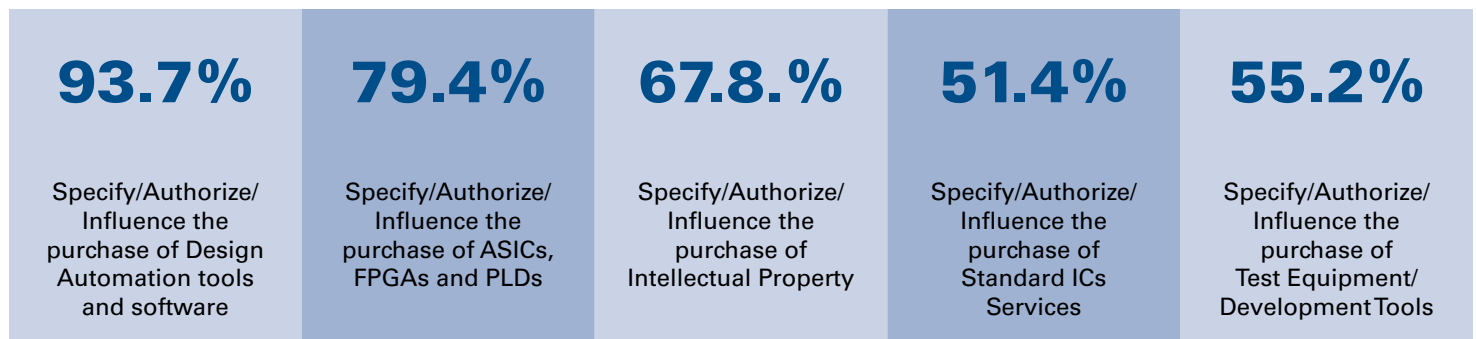 93.7%
Specify/Authorize/
Influence the
purchase of Design
Automation tools
and software
79.4%
Specify/Authorize/
Influence the
purchase of ASICs,
FPGAs and PLDs
67.8.%
Specify/Authorize/
Influence the
purchase of
Intellectual Property
51.4%
Specify/Authorize/
Influence the
purchase of
Standard ICs
Services
55.2%
Specify/Authorize/
Influence the
purchase of
Test Equipment/
Development Tools